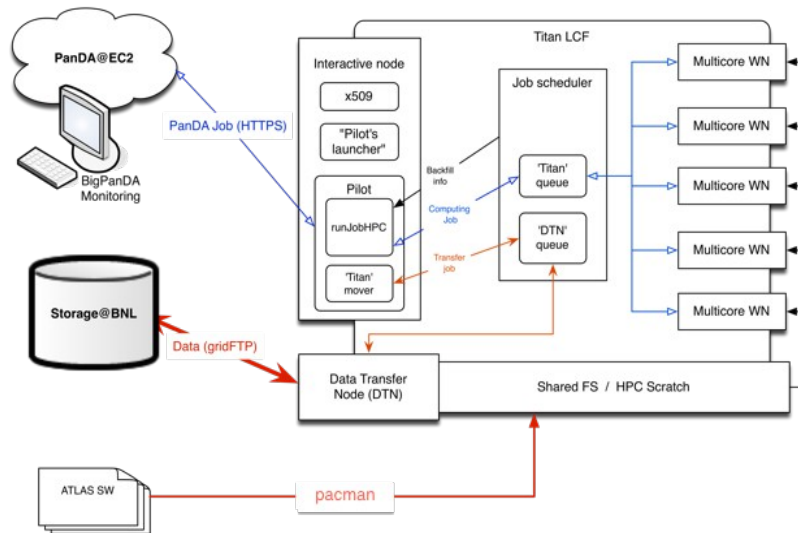 PanDA@EC2
BigPanDA
Monitoring
PanDA Job (HTTPS)
Titan LCF
Interactive node
x509
"Pilot's
launcher"
Pilot
runJobHPC
'Titan'
mover
Backfill
info
Computing
Job
Transfer
job
Job scheduler
'Titan'
queue
'DTN'
queue
Multicore WN
Multicore WN
Multicore WN
Multicore WN
Multicore WN
Storage@BNL
Data (gridFTP)
Data Transfer
Node (DTN)
Shared FS / HPC Scratch
ATLAS SW
pacman